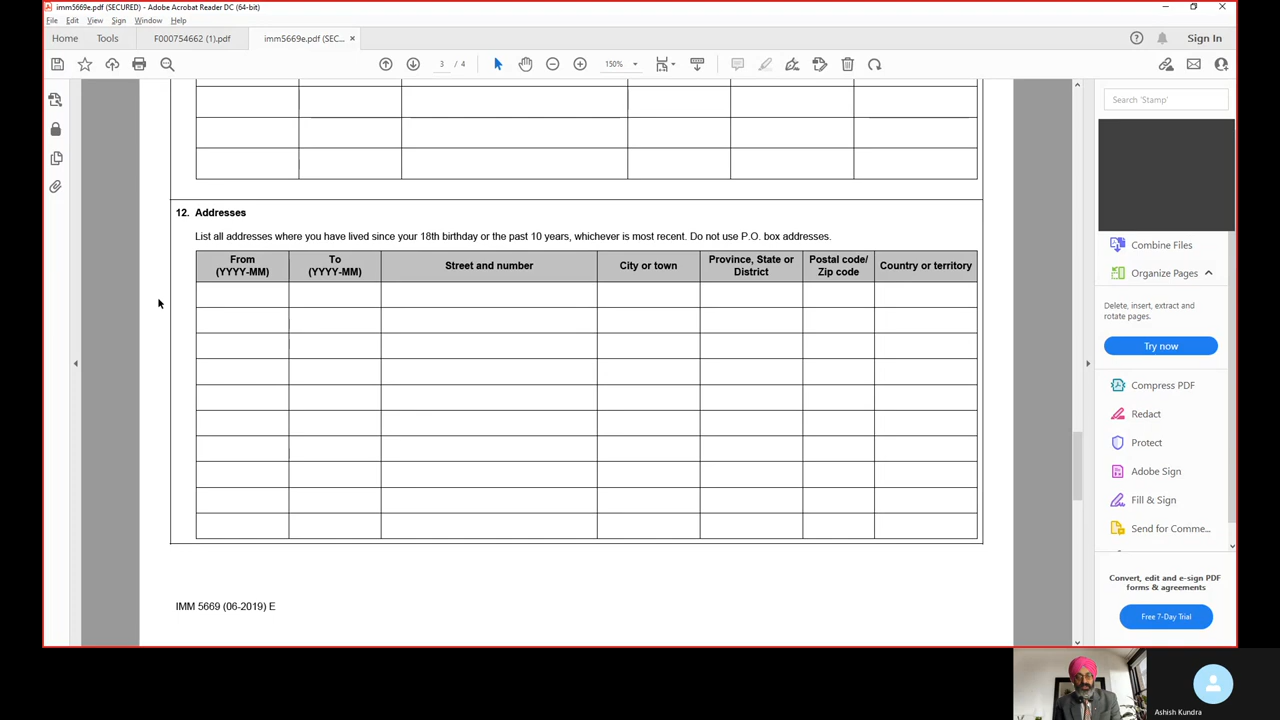 imm5669e.pdf (SECURED) - Adobe Acrobat Reader DC (64-bit)
File Edit View Sign Window Help
Home Tools F000754662 (1).pdf imm5669e.pdf (SEC... × Sign In
3 / 4 150%
Search 'Stamp'
12. Addresses
List all addresses where you have lived since your 18th birthday or the past 10 years, whichever is most recent. Do not use P.O. box addresses.
From (YYYY-MM) To (YYYY-MM) Street and number City or town Province, State or District Postal code/ Zip code Country or territory
IMM 5669 (06-2019) E
Combine Files
Organize Pages
Delete, insert, extract and
rotate pages.
Try now
Compress PDF
Redact
Protect
Adobe Sign
Fill & Sign
Send for Comme...
Convert, edit and e-sign PDF
forms & agreements
Free 7-Day Trial
Ashish Kundra